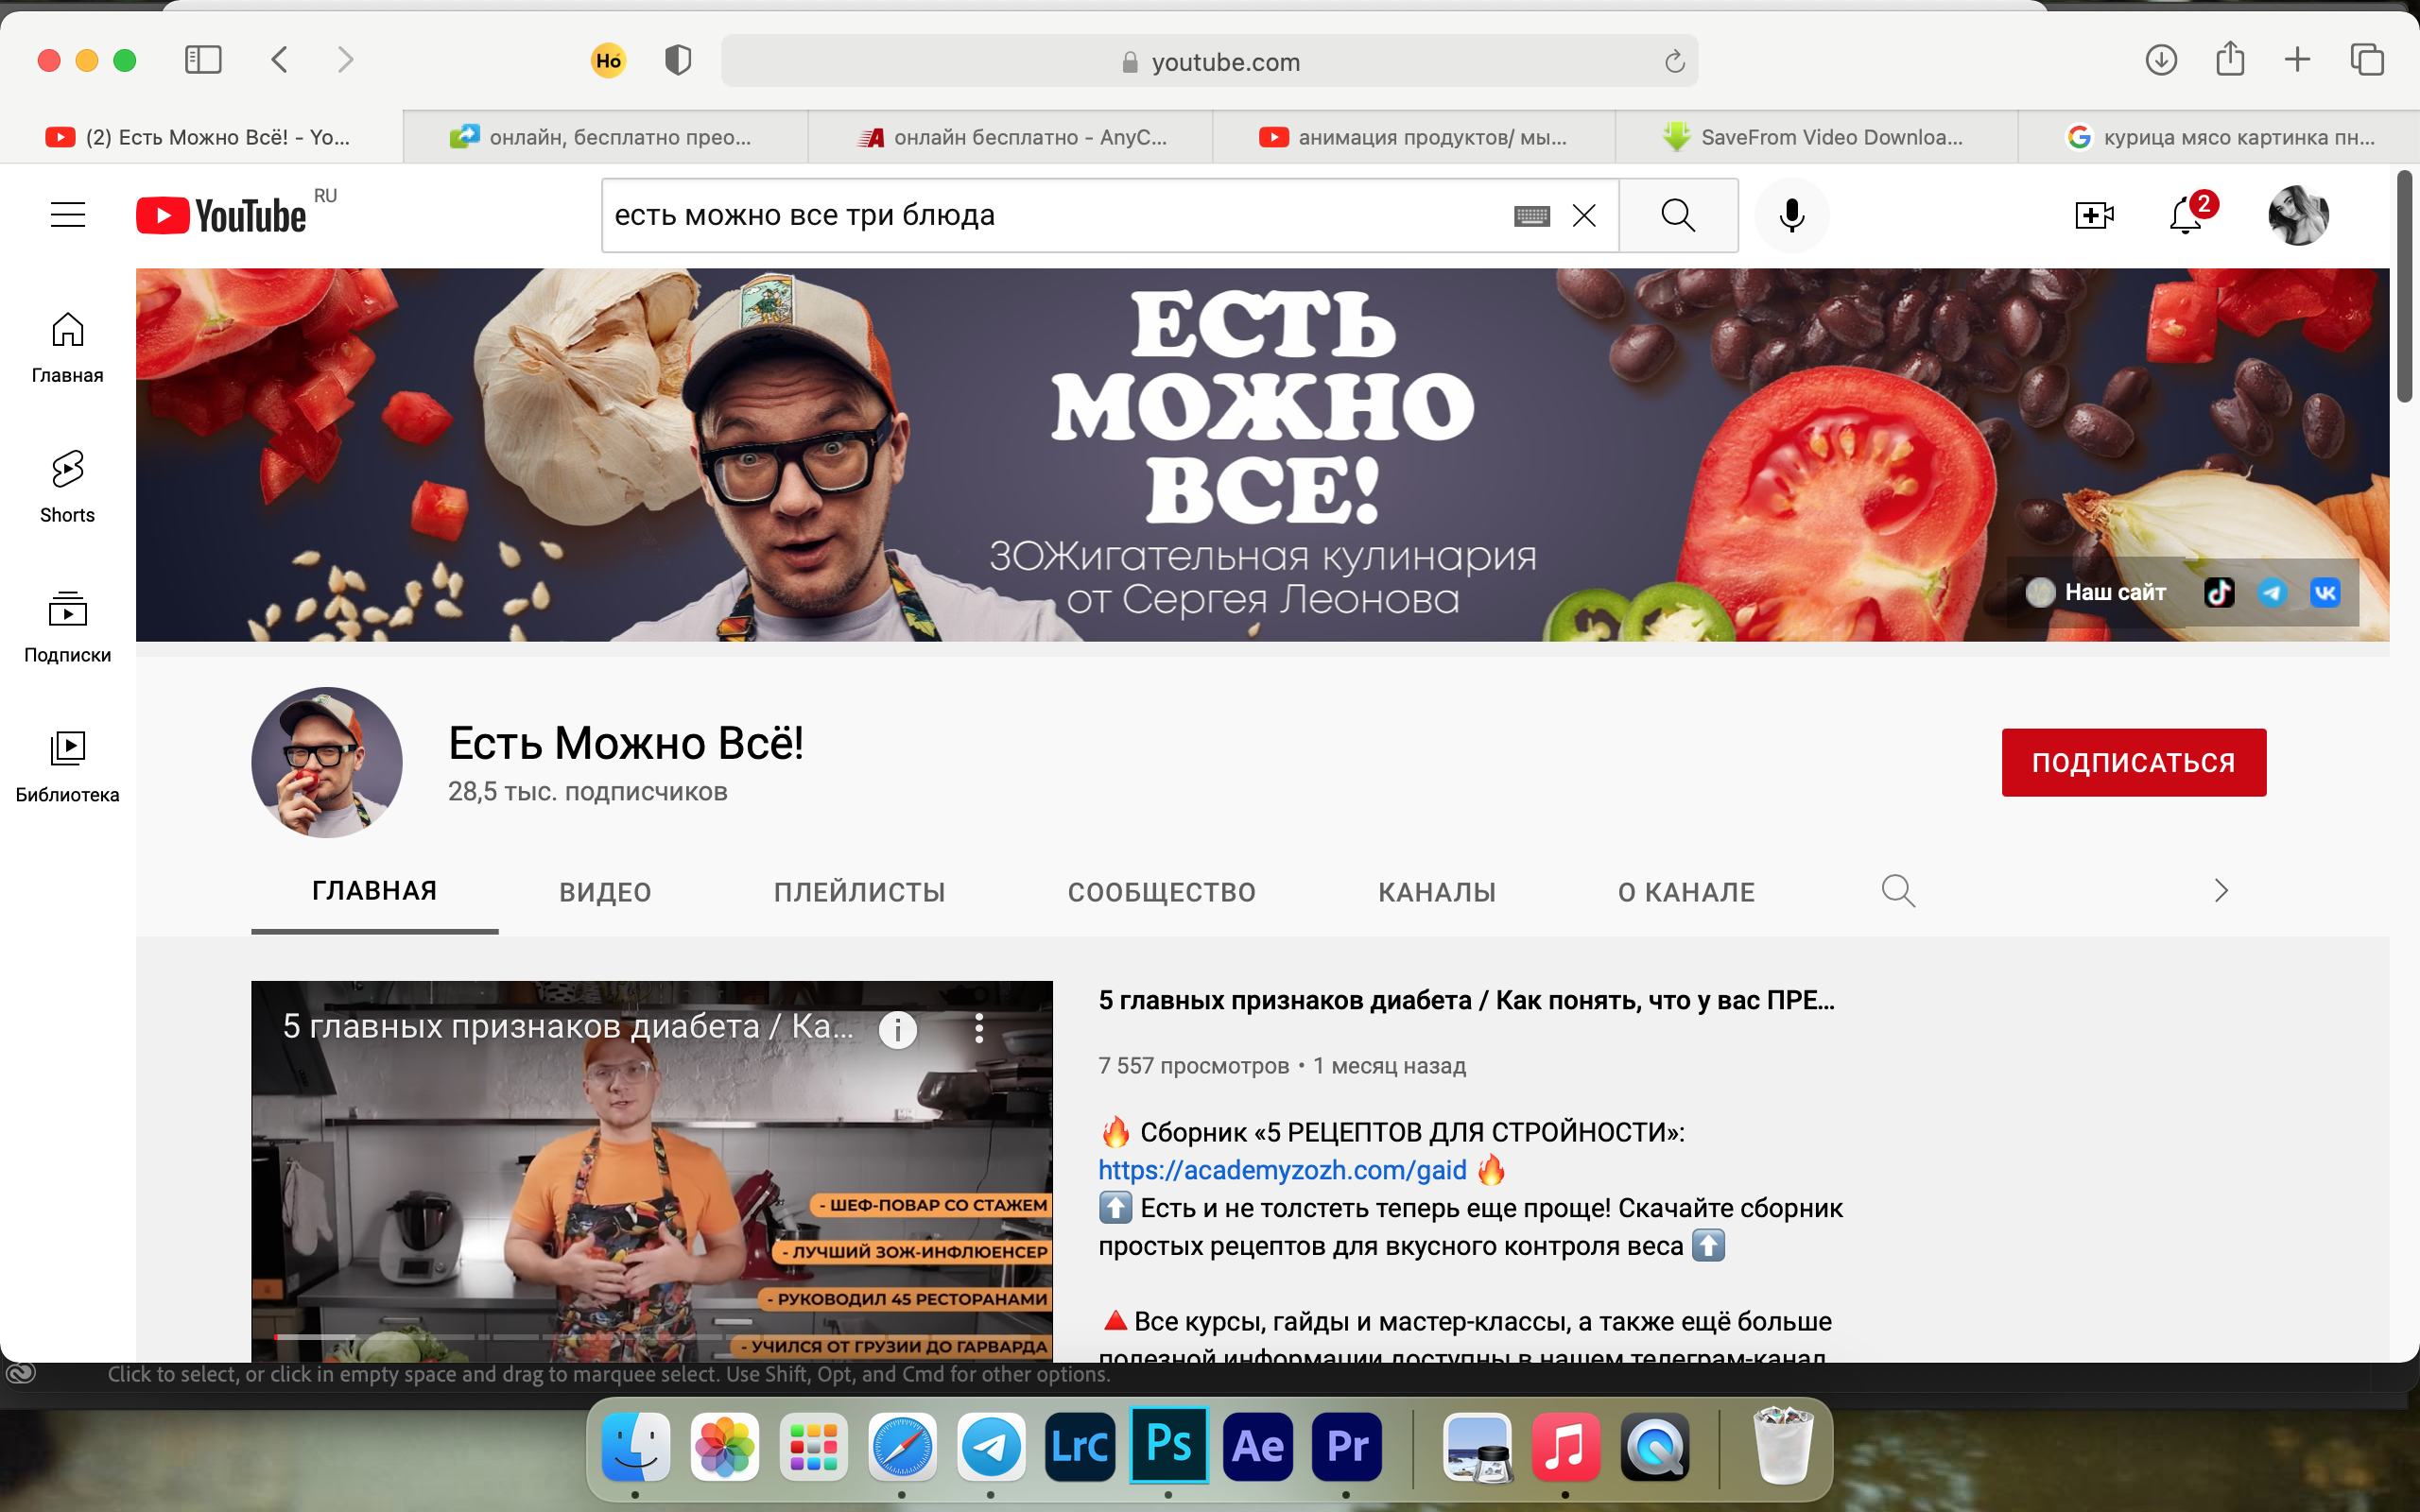 Hó
youtube.com
(2) Есть Можно Всё! - Yo...
онлайн, бесплатно прео...
онлайн бесплатно - AnyC...
анимация продуктов/ мы...
SaveFrom Video Downloa...
курица мясо картинка пн...
YouTube RU
есть можно все три блюда
2
Главная
Shorts
Подписки
Библиотека
ЕСТЬ
МОЖНО
ВСЕ!
ЗОЖигательная кулинария
от Сергея Леонова
Наш сайт
Есть Можно Всё!
28,5 тыс. подписчиков
ПОДПИСАТЬСЯ
ГЛАВНАЯ
ВИДЕО
ПЛЕЙЛИСТЫ
СООБЩЕСТВО
КАНАЛЫ
О КАНАЛЕ
5 главных признаков диабета / Ка...
- ШЕФ-ПОВАР СО СТАЖЕМ
- ЛУЧШИЙ ЗОЖ-ИНФЛЮЕНСЕР
- РУКОВОДИЛ 45 РЕСТОРАНАМИ
- УЧИЛСЯ ОТ ГРУЗИИ ДО ГАРВАРДА
5 главных признаков диабета / Как понять, что у вас ПРЕ...
7 557 просмотров • 1 месяц назад
🔥 Сборник «5 РЕЦЕПТОВ ДЛЯ СТРОЙНОСТИ»:
https://academyzozh.com/gaid 🔥
⬆️ Есть и не толстеть теперь еще проще! Скачайте сборник
простых рецептов для вкусного контроля веса ⬆️
🔺 Все курсы, гайды и мастер-классы, а также ещё больше
полезной информации доступны в нашем телеграм-канал
Click to select, or click in empty space and drag to marquee select. Use Shift, Opt, and Cmd for other options.
LrC
Ps
Ae
Pr